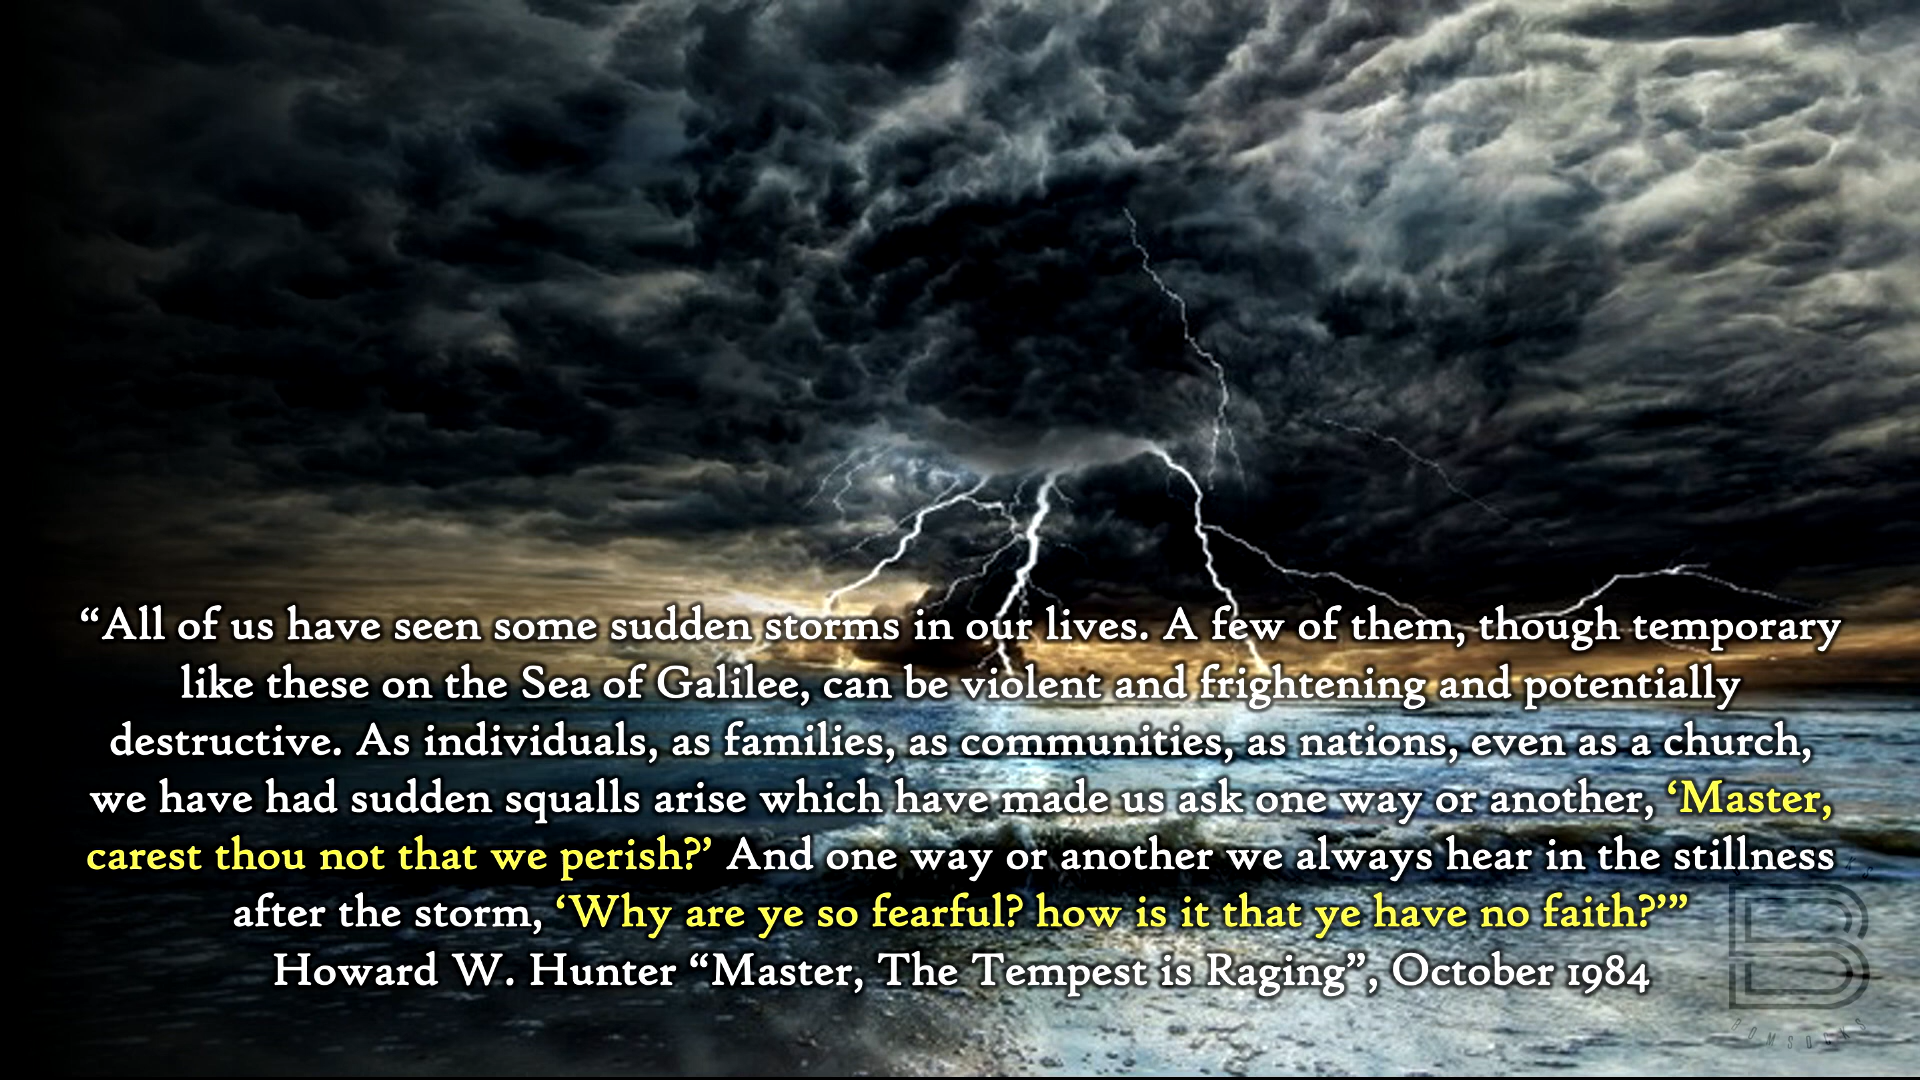 “All of us have seen some sudden storms in our lives. A few of them, though temporary
like these on the Sea of Galilee, can be violent and frightening and potentially
destructive. As individuals, as families, as communities, as nations, even as a church,
we have had sudden squalls arise which have made us ask one way or another, ‘Master,
carest thou not that we perish?’ And one way or another we always hear in the stillness
after the storm, ‘Why are ye so fearful? how is it that ye have no faith?’”
Howard W. Hunter “Master, The Tempest is Raging”, October 1984
B